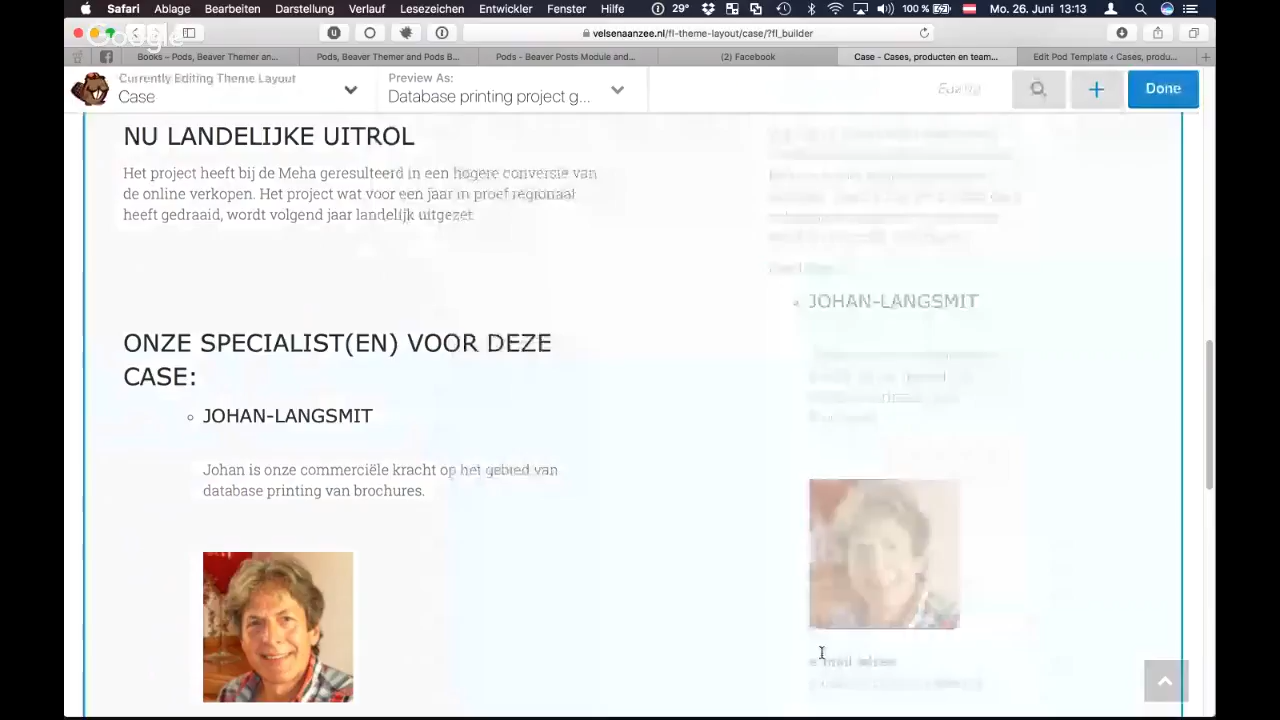 Safari Ablage Bearbeiten Darstellung Verlauf Lesezeichen Entwickler Fenster Hilfe 29° 100 % Mo. 26. Juni 13:13
Google
velsenaanzee.nl/fl-theme-layout/case/?fl_builder
Books – Pods, Beaver Themer an... Pods, Beaver Themer and Pods B... Pods - Beaver Posts Module and... (2) Facebook Case - Cases, producten en team... Edit Pod Template ‹ Cases, produ...
Currently Editing Theme Layout
Case
Preview As:
Database printing project g...
Done
NU LANDELIJKE UITROL
Het project heeft bij de Meha geresulteerd in een hogere conversie van
de online verkopen. Het project wat voor een jaar in proef regionaal
heeft gedraaid, wordt volgend jaar landelijk uitgezet
ONZE SPECIALIST(EN) VOOR DEZE
CASE:
JOHAN-LANGSMIT
Johan is onze commerciële kracht op het gebied van
database printing van brochures.
JOHAN-LANGSMIT